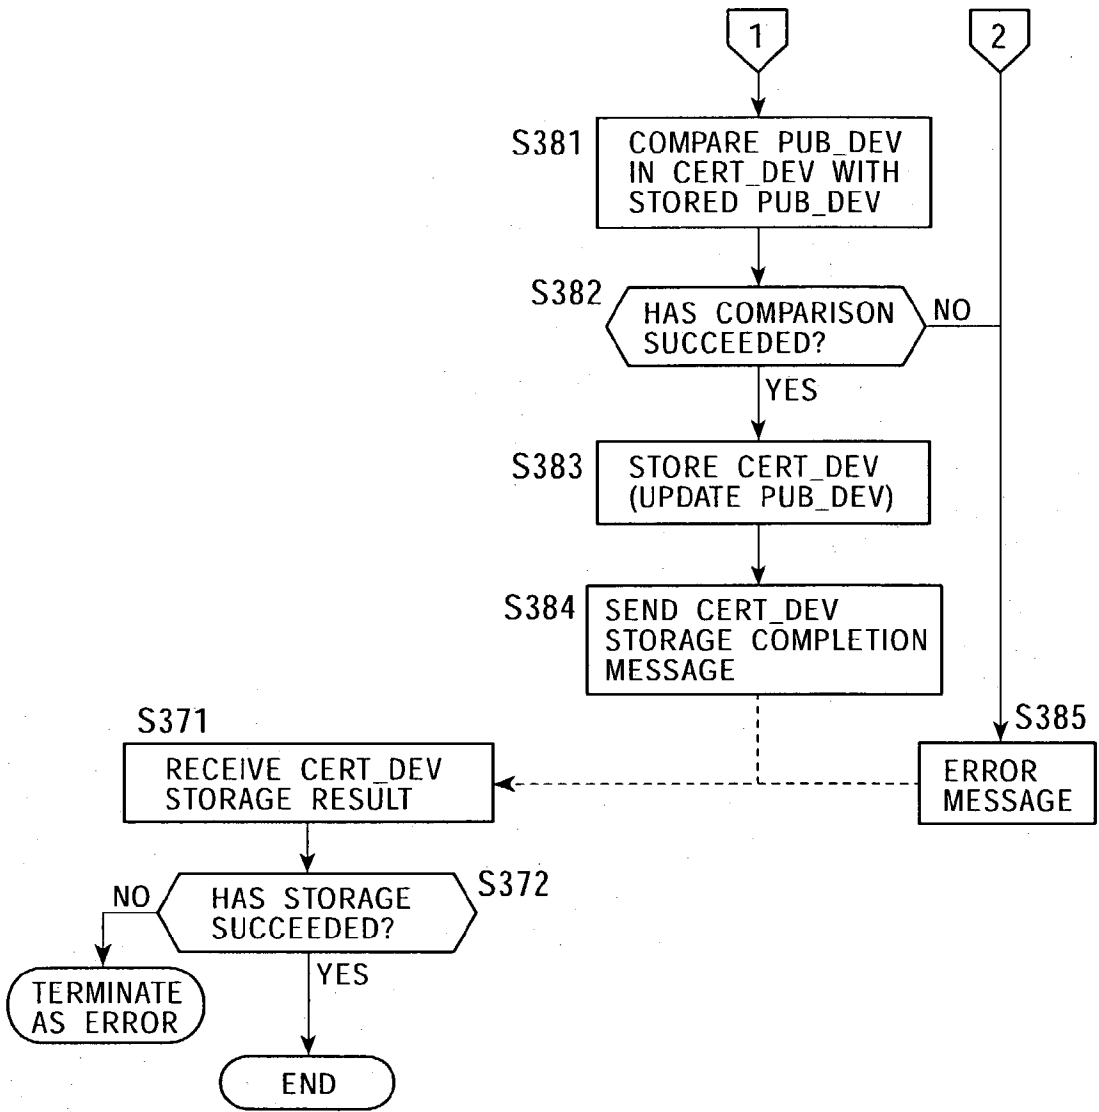 1
2
S381
COMPARE PUB_DEV
IN CERT_DEV WITH
STORED PUB_DEV
S382
HAS COMPARISON
SUCCEEDED?
NO
YES
S383
STORE CERT_DEV
(UPDATE PUB_DEV)
S384
SEND CERT_DEV
STORAGE COMPLETION
MESSAGE
S385
ERROR
MESSAGE
S371
RECEIVE CERT_DEV
STORAGE RESULT
S372
HAS STORAGE
SUCCEEDED?
NO
YES
TERMINATE
AS ERROR
END